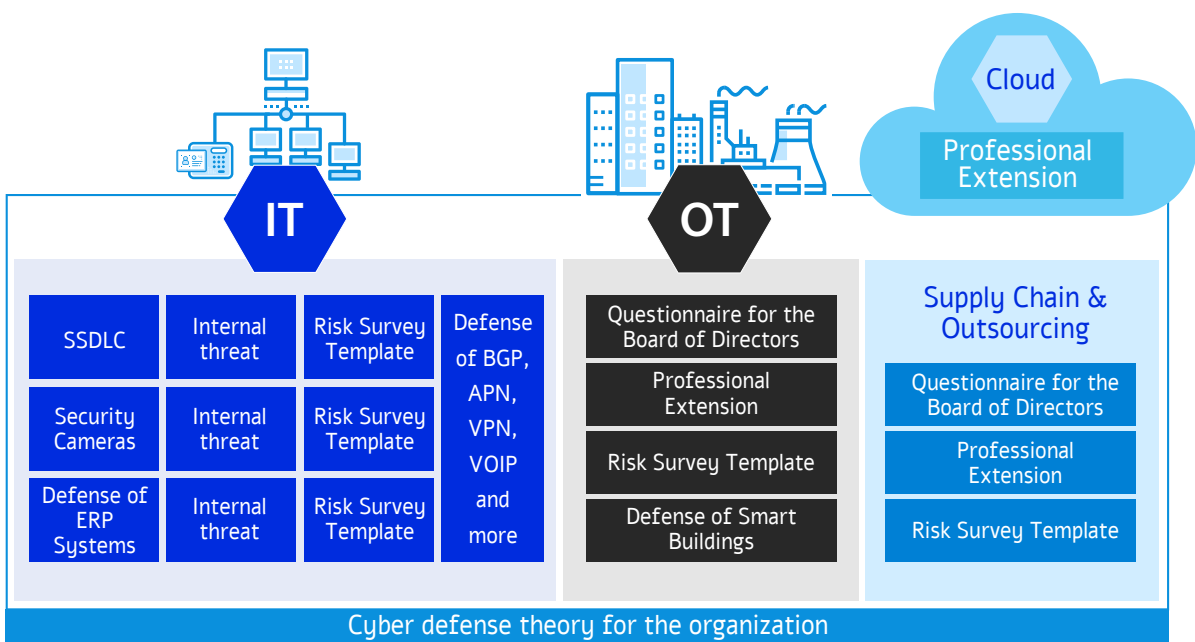 Cloud
Professional
Extension
IT
OT
SSDLC
Internal
threat
Risk Survey
Template
Security
Cameras
Internal
threat
Risk Survey
Template
Defense of
ERP
Systems
Internal
threat
Risk Survey
Template
Defense
of BGP,
APN,
VPN,
VOIP
and
more
Questionnaire for the
Board of Directors
Professional
Extension
Risk Survey Template
Defense of Smart
Buildings
Supply Chain &
Outsourcing
Questionnaire for the
Board of Directors
Professional
Extension
Risk Survey Template
Cyber defense theory for the organization